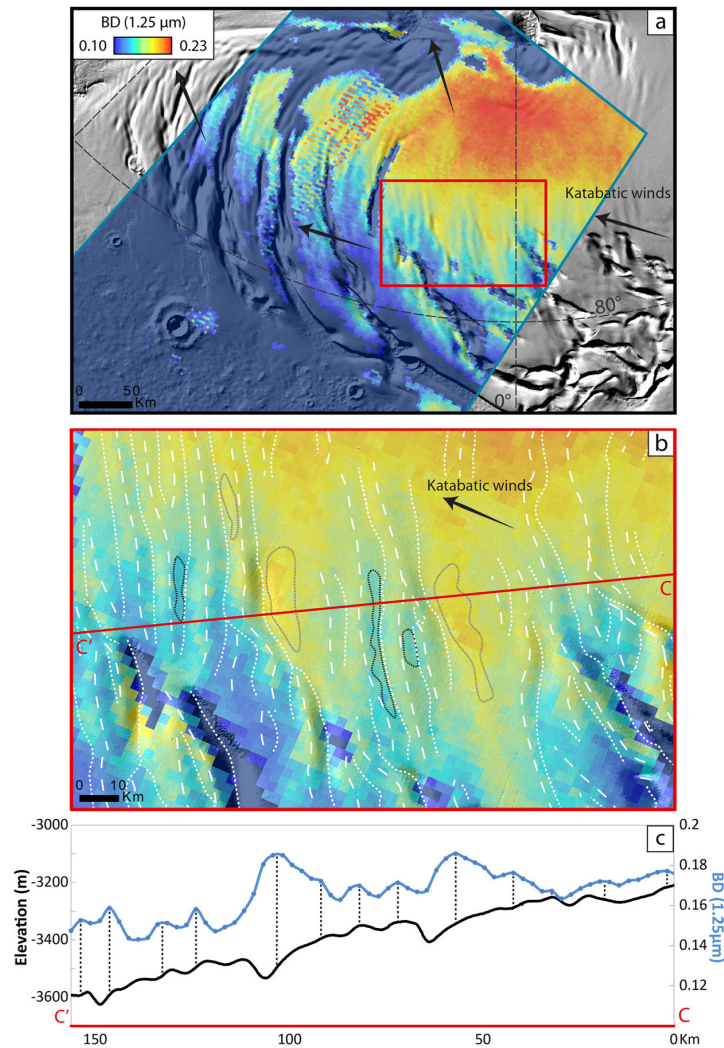 BD (1.25 µm)
0.10 0.23
a
Katabatic winds
80°
0°
0 50
Km
b
Katabatic winds
C
C'
0 10
Km
c
-3000
-3200
-3400
-3600
Elevation (m)
0.2
0.18
0.16
0.14
0.12
BD (1.25µm)
C' C
150 100 50 0 Km